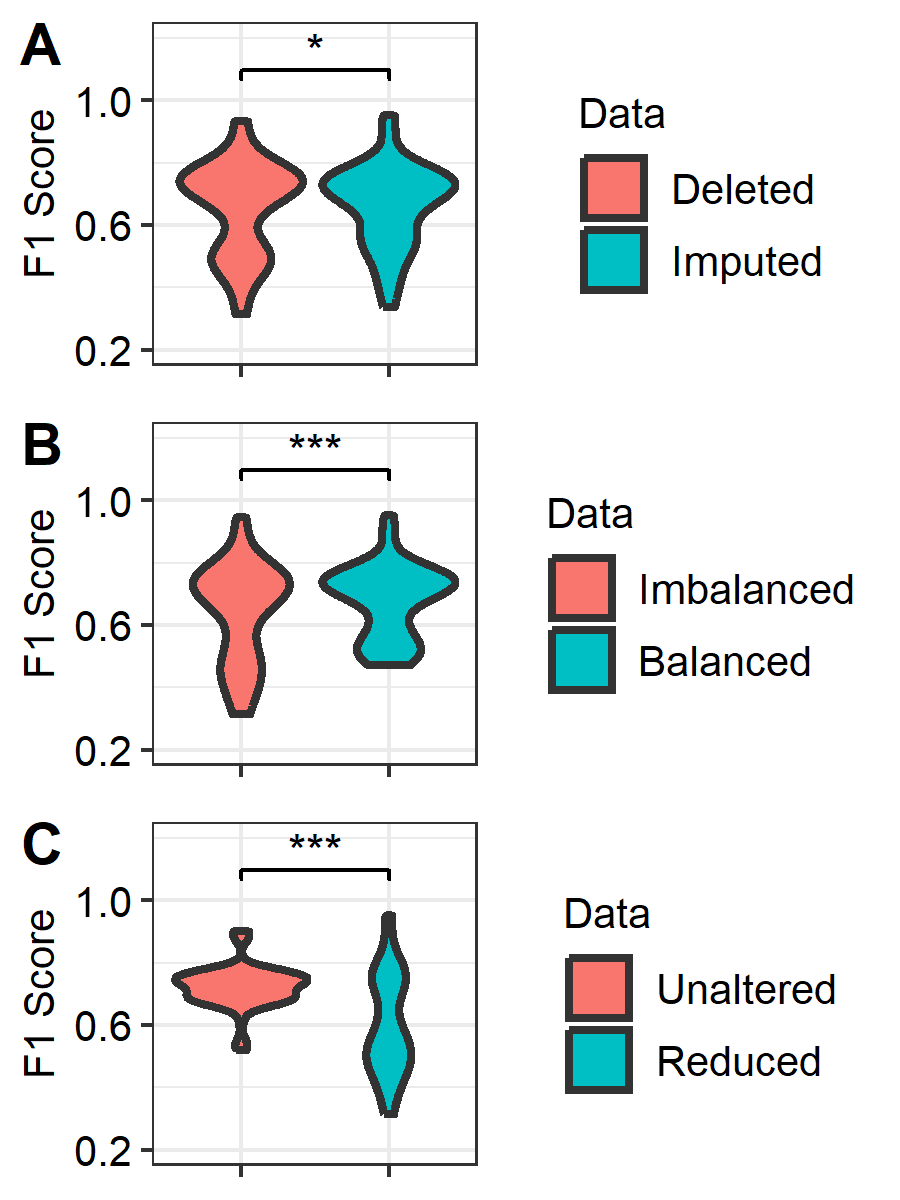 A
*
1.0
0.6
0.2
F1 Score
Data
Deleted
Imputed
B
***
1.0
0.6
0.2
F1 Score
Data
Imbalanced
Balanced
C
***
1.0
0.6
0.2
F1 Score
Data
Unaltered
Reduced